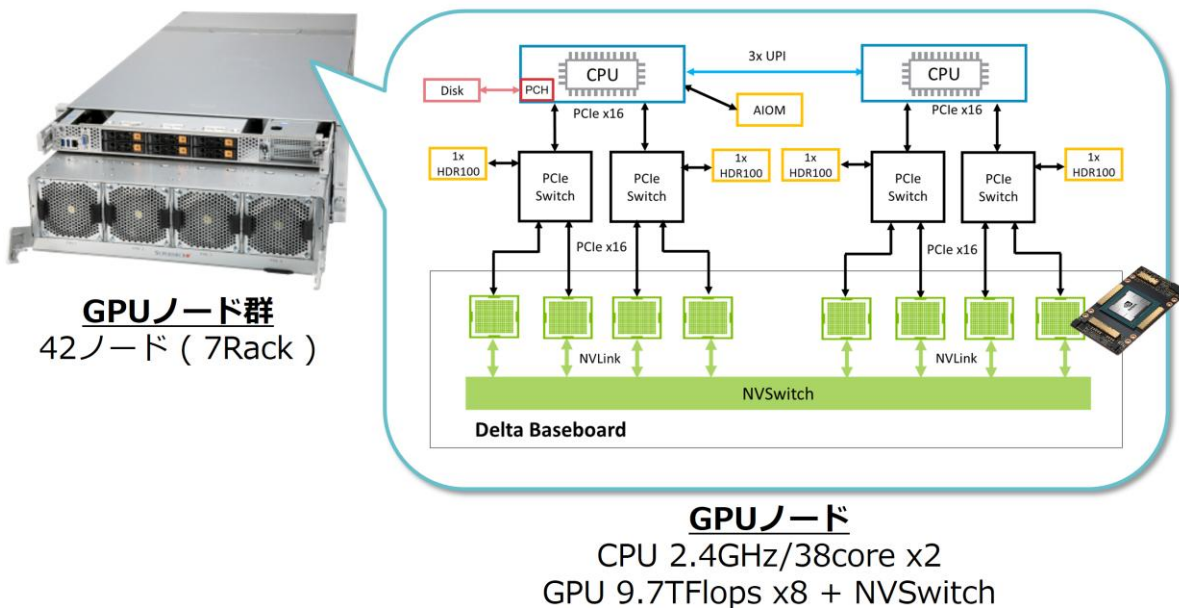 CPU
3x UPI
CPU
Disk
PCH
PCIe x16
AIOM
PCIe x16
1x
HDR100
PCIe
Switch
PCIe
Switch
1x
HDR100
1x
HDR100
PCIe
Switch
PCIe
Switch
1x
HDR100
PCIe x16
PCIe x16
NVLink
NVLink
NVSwitch
Delta Baseboard
GPUノード群
42ノード ( 7Rack )
GPUノード
CPU 2.4GHz/38core x2
GPU 9.7TFlops x8 + NVSwitch